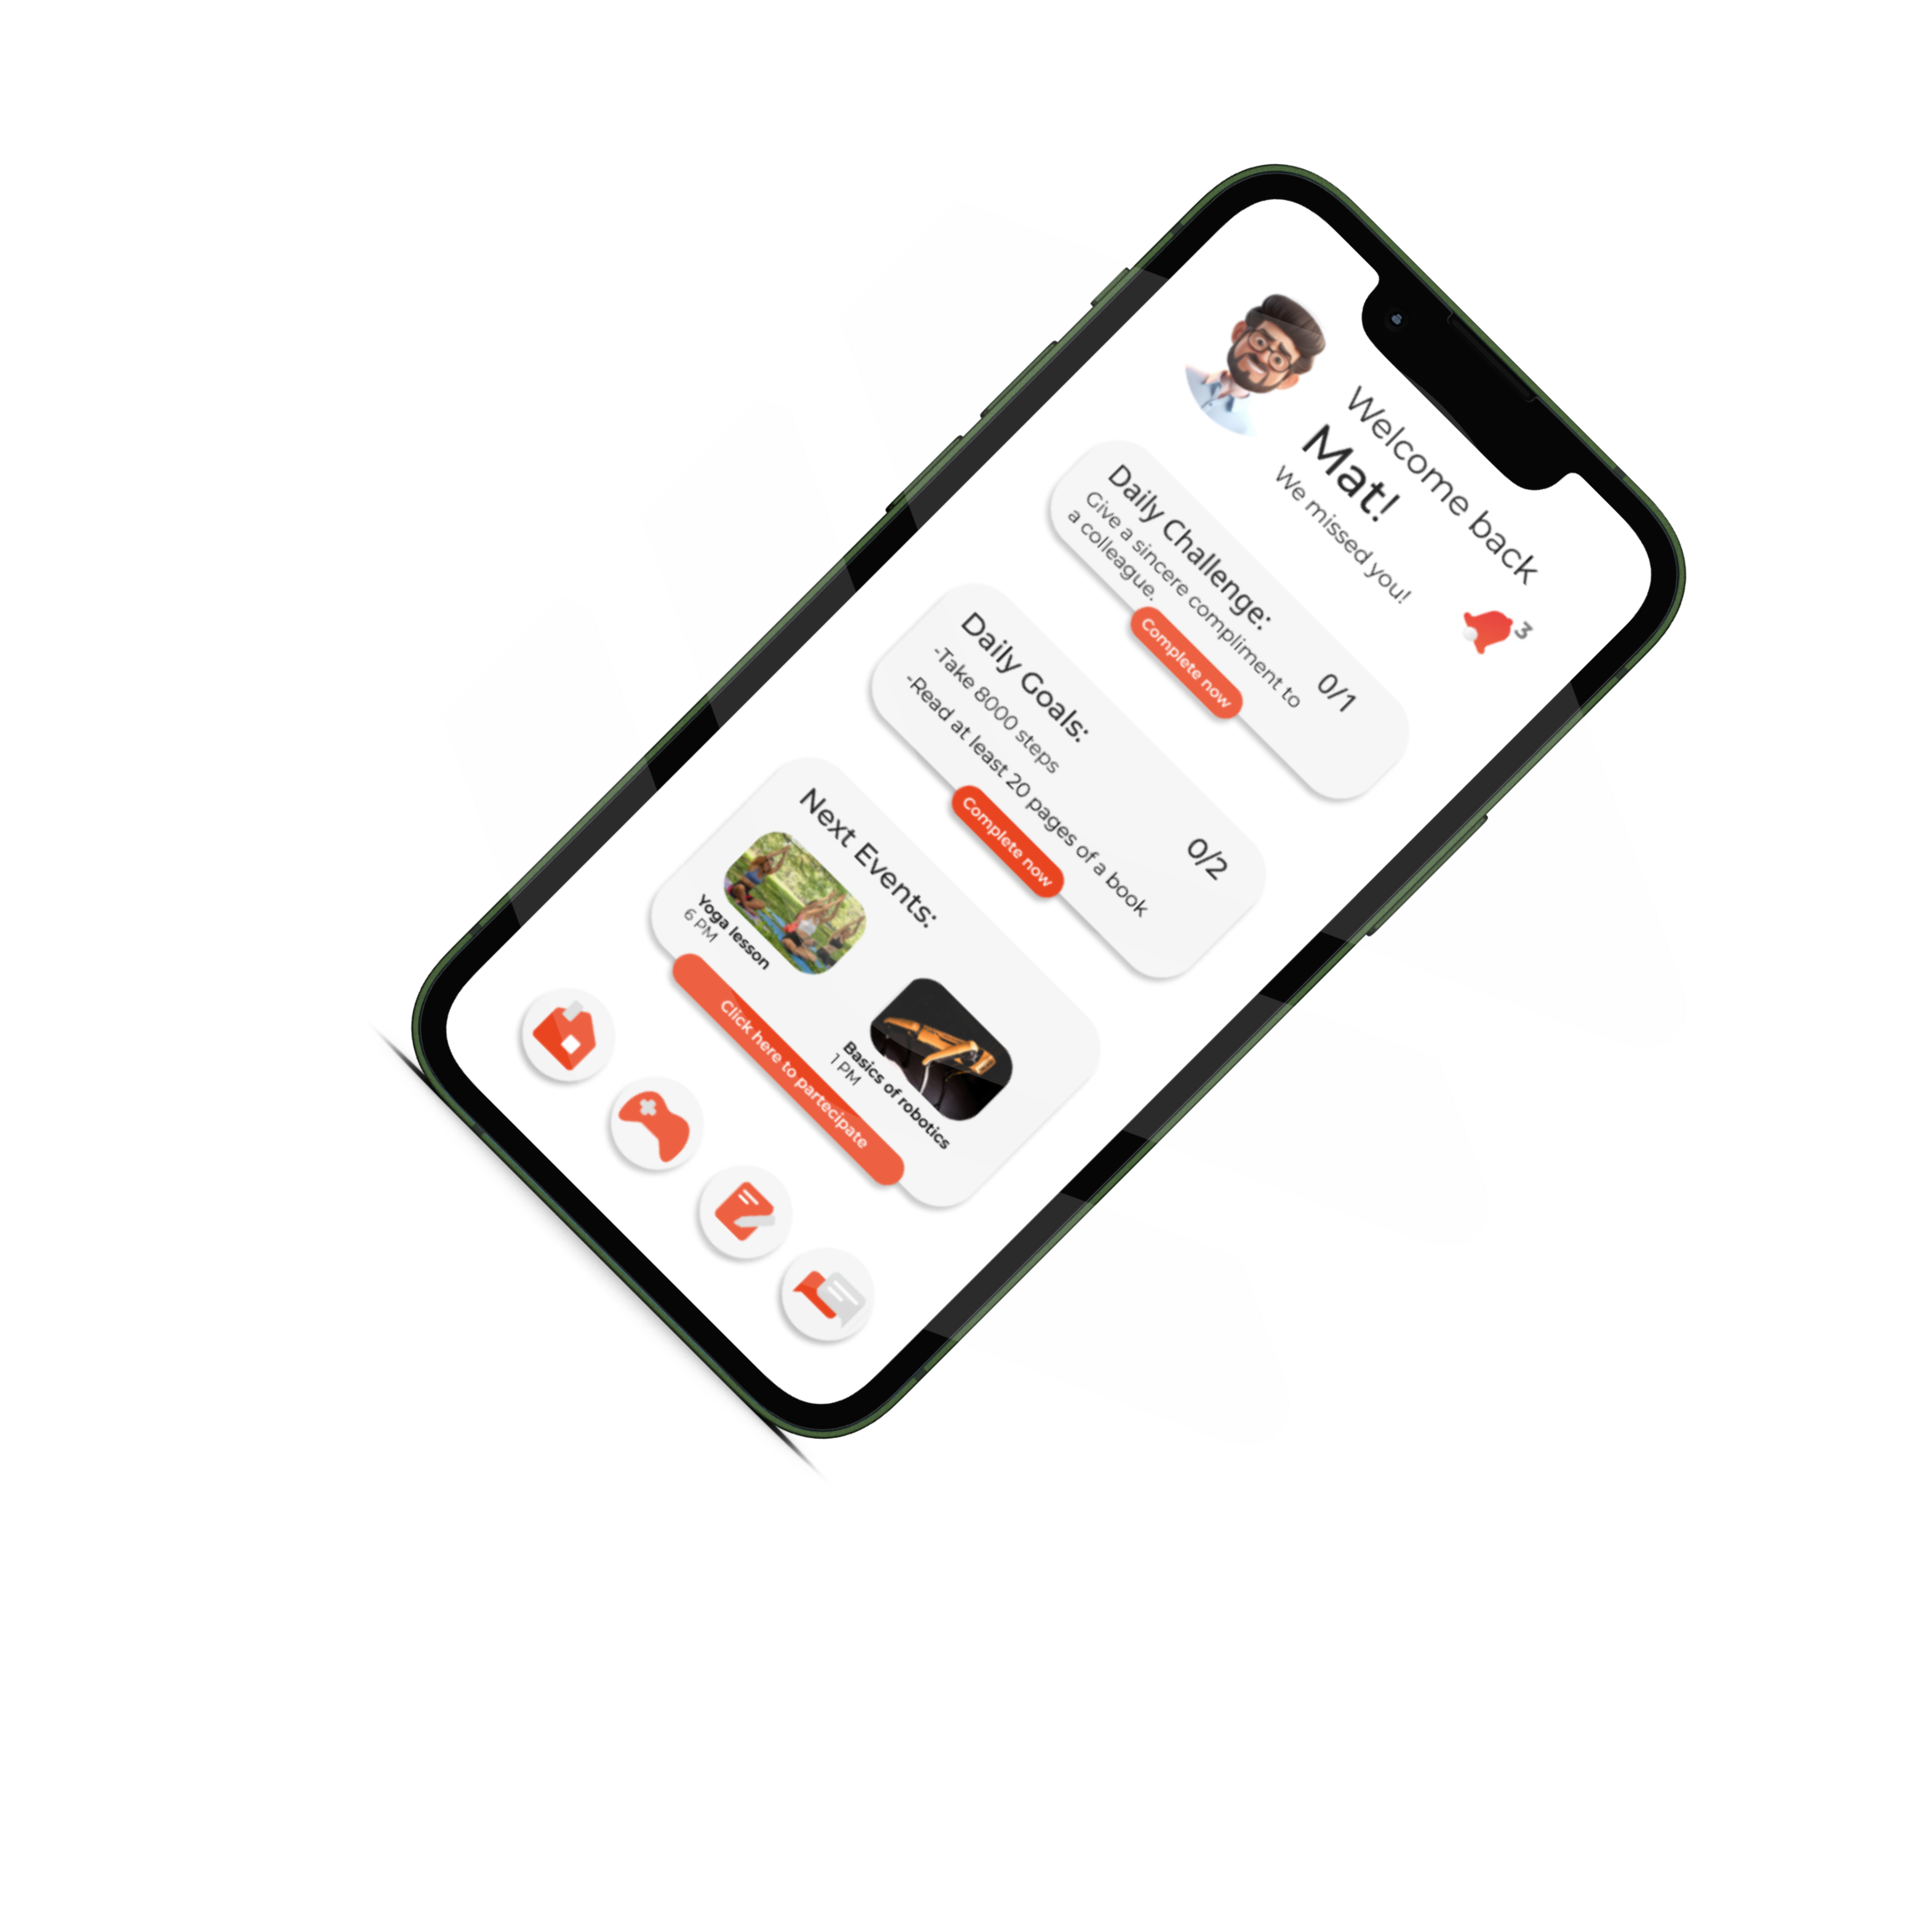 Welcome back
Mat!
We missed you!
3
Daily Challenge:
Give a sincere compliment to
a colleague.
0/1
Complete now
Daily Goals:
-Take 8000 steps
-Read at least 20 pages of a book
0/2
Complete now
Next Events:
Yoga lesson
6 PM
Basics of robotics
1 PM
Click here to partecipate